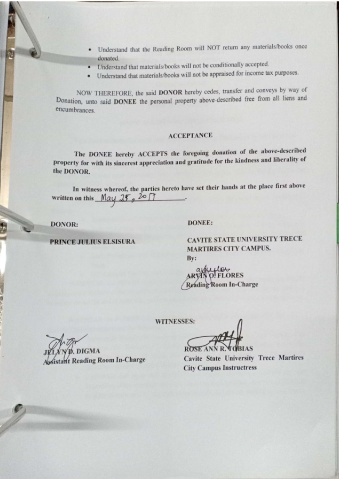 • Understand that the Reading Room will NOT return any materials/books once
donated.
• Understand that materials/books will not be conditionally accepted
• Understand that materials/books will not be appraised for income tax purposes.
NOW THEREFORE, the said DONOR hereby cedes, transfer and conveys by way of
Donation, unto said DONEE the personal property above-described free from all liens and
encumbrances.
ACCEPTANCE
The DONEE hereby ACCEPTS the foregoing donation of the above-described
property for with its sincerest appreciation and gratitude for the kindness and liberality of
the DONOR.
In witness whereof, the parties hereto have set their hands at the place first above
written on this May 25, 2017.
DONOR: DONEE:
PRINCE JULIUS ELSISURA CAVITE STATE UNIVERSITY TRECE
MARTIRES CITY CAMPUS.
By:
ARVIN O. FLORES
Reading Room In-Charge
WITNESSES:
D. DIGMA ROSE ANN R. TOBIAS
Assistant Reading Room In-Charge Cavite State University Trece Martires
City Campus Instructress